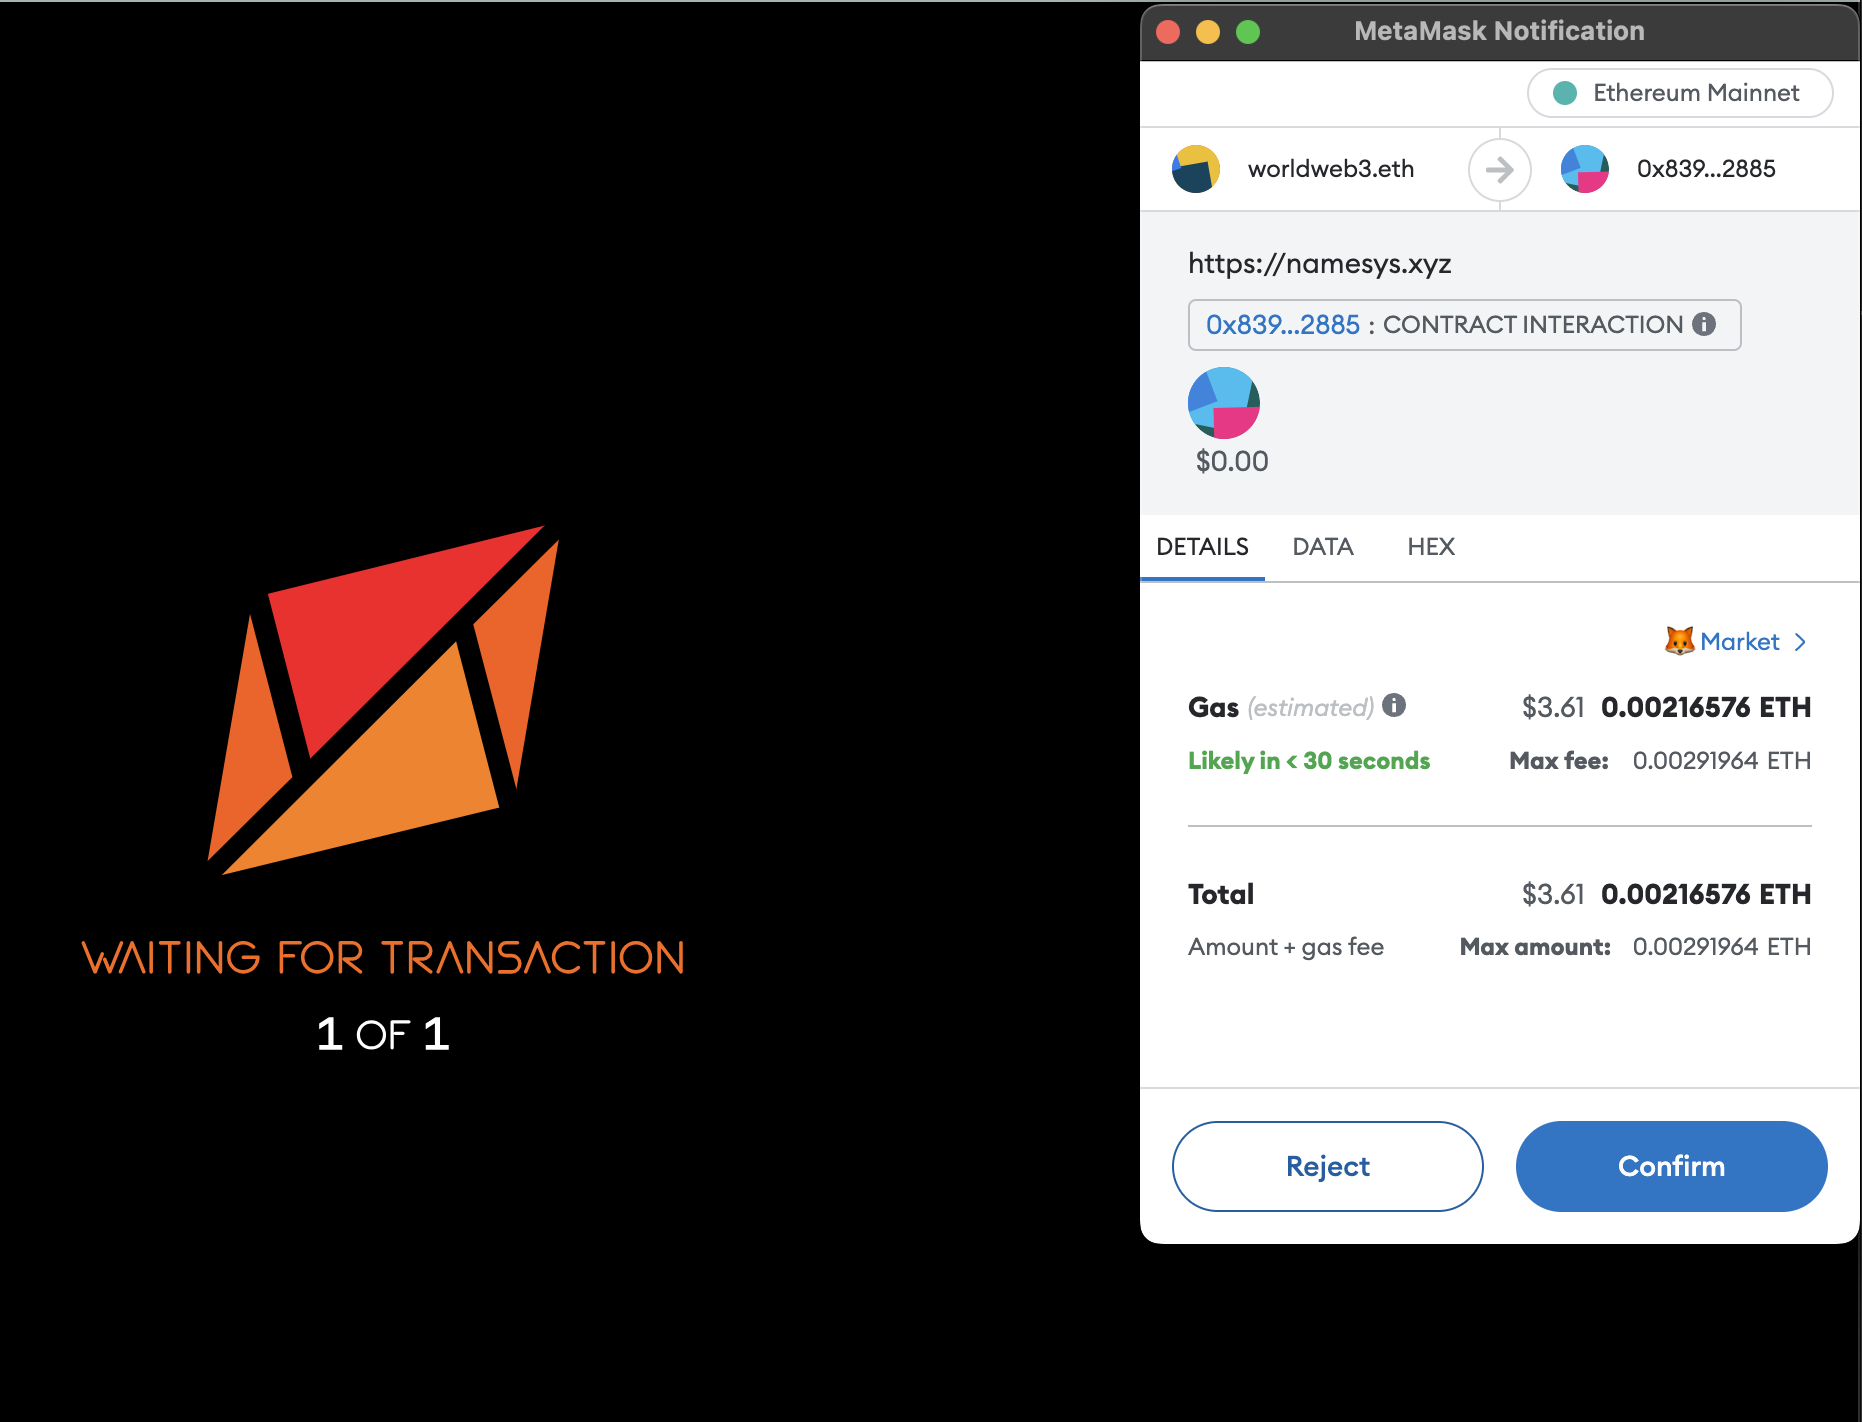 WAITING FOR TRANSACTION
1 OF 1
MetaMask Notification
Ethereum Mainnet
worldweb3.eth 0x839...2885
https://namesys.xyz
0x839...2885 : CONTRACT INTERACTION
$0.00
DETAILS DATA HEX
Market
Gas (estimated) $3.61 0.00216576 ETH
Likely in < 30 seconds Max fee: 0.00291964 ETH
Total $3.61 0.00216576 ETH
Amount + gas fee Max amount: 0.00291964 ETH
Reject Confirm